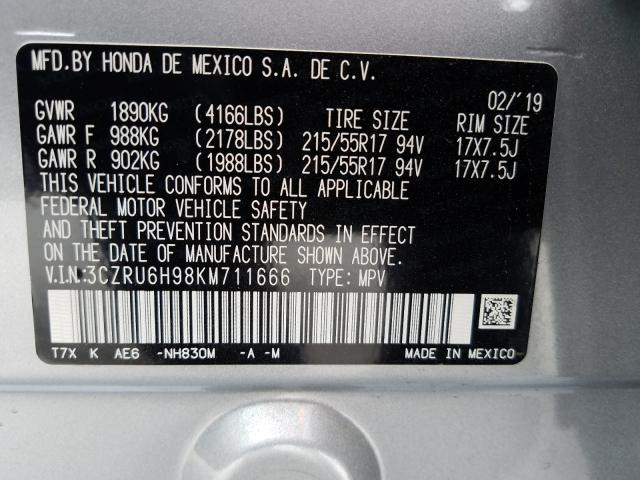 MFD.BY HONDA DE MEXICO S.A. DE C.V.
02/'19
GVWR 1890KG (4166LBS) TIRE SIZE RIM SIZE
GAWR F 988KG (2178LBS) 215/55R17 94V 17X7.5J
GAWR R 902KG (1988LBS) 215/55R17 94V 17X7.5J
THIS VEHICLE CONFORMS TO ALL APPLICABLE
FEDERAL MOTOR VEHICLE SAFETY
AND THEFT PREVENTION STANDARDS IN EFFECT
ON THE DATE OF MANUFACTURE SHOWN ABOVE.
V.I.N.:3CZRU6H98KM711666 TYPE: MPV
T7X K AE6 -NH830M -A -M MADE IN MEXICO